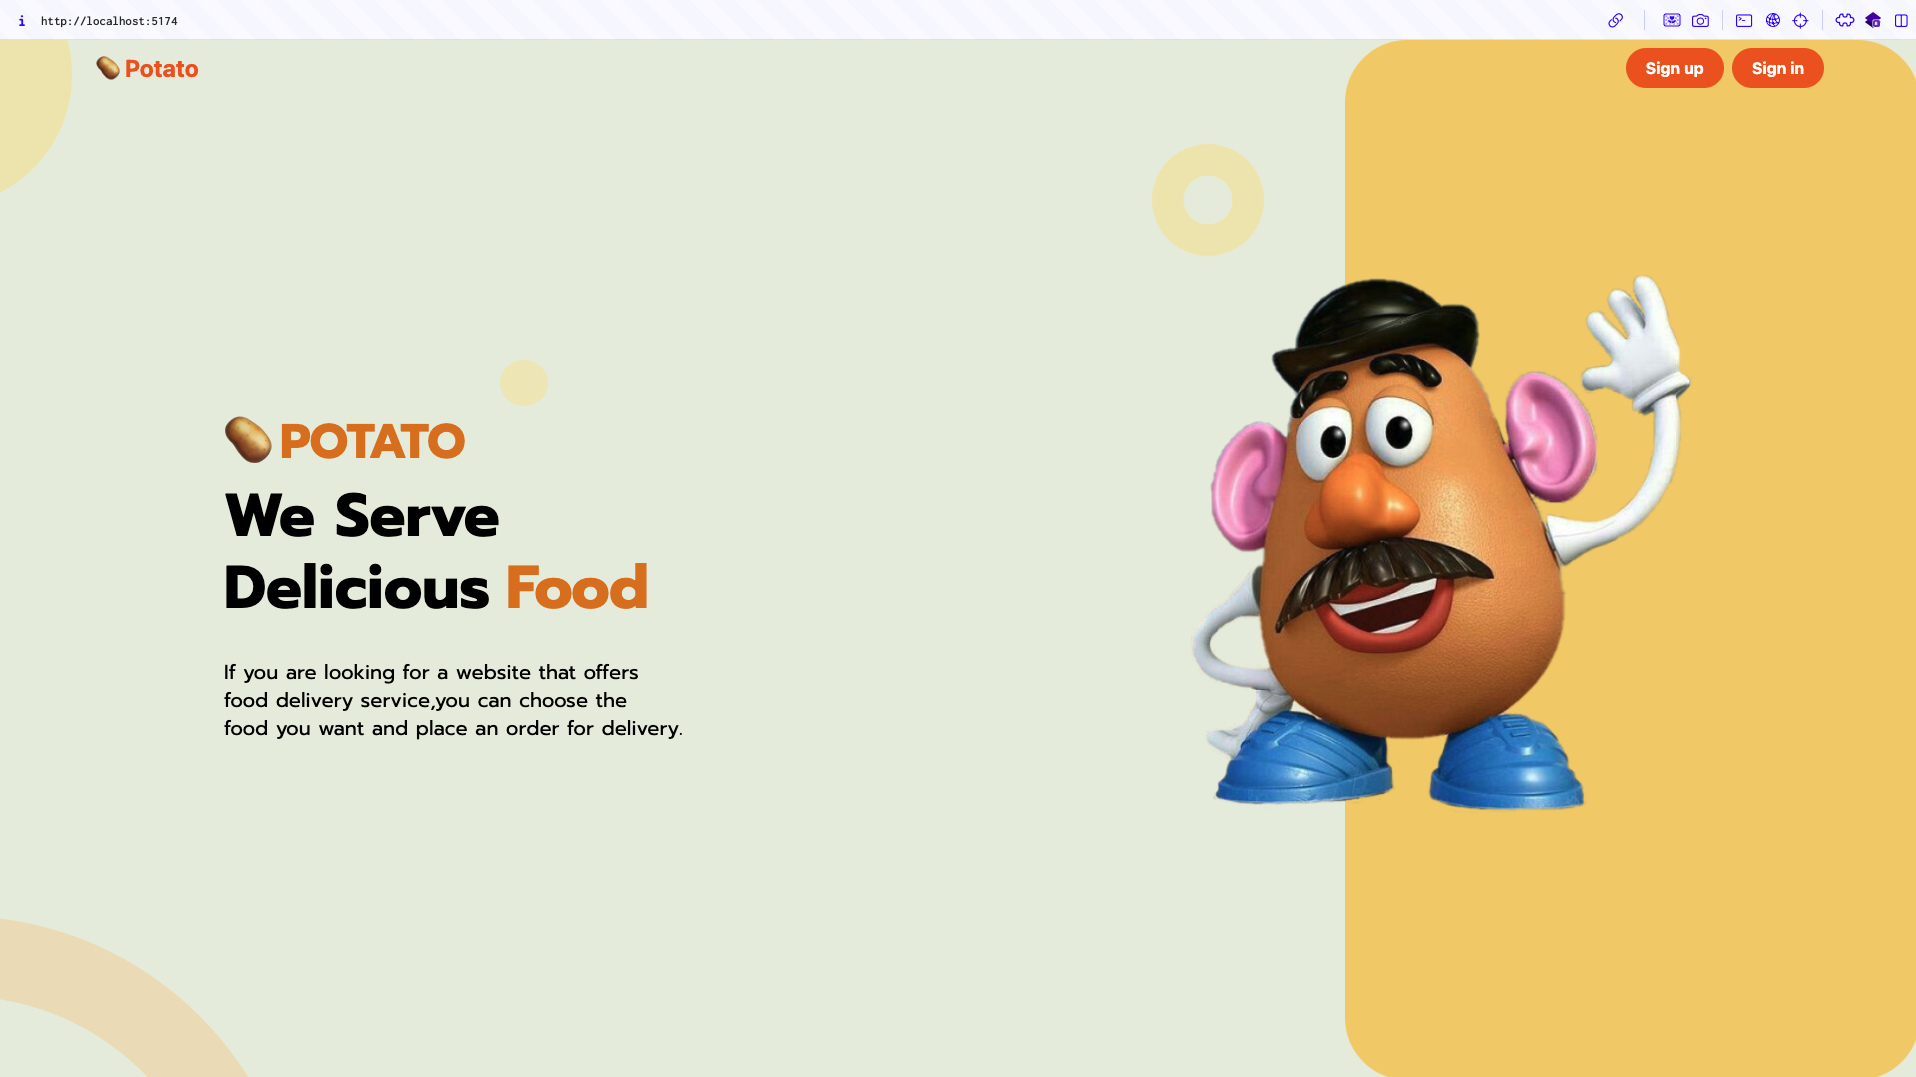 http://localhost:5174
Potato
Sign up
Sign in
POTATO
We Serve
Delicious Food
If you are looking for a website that offers
food delivery service,you can choose the
food you want and place an order for delivery.